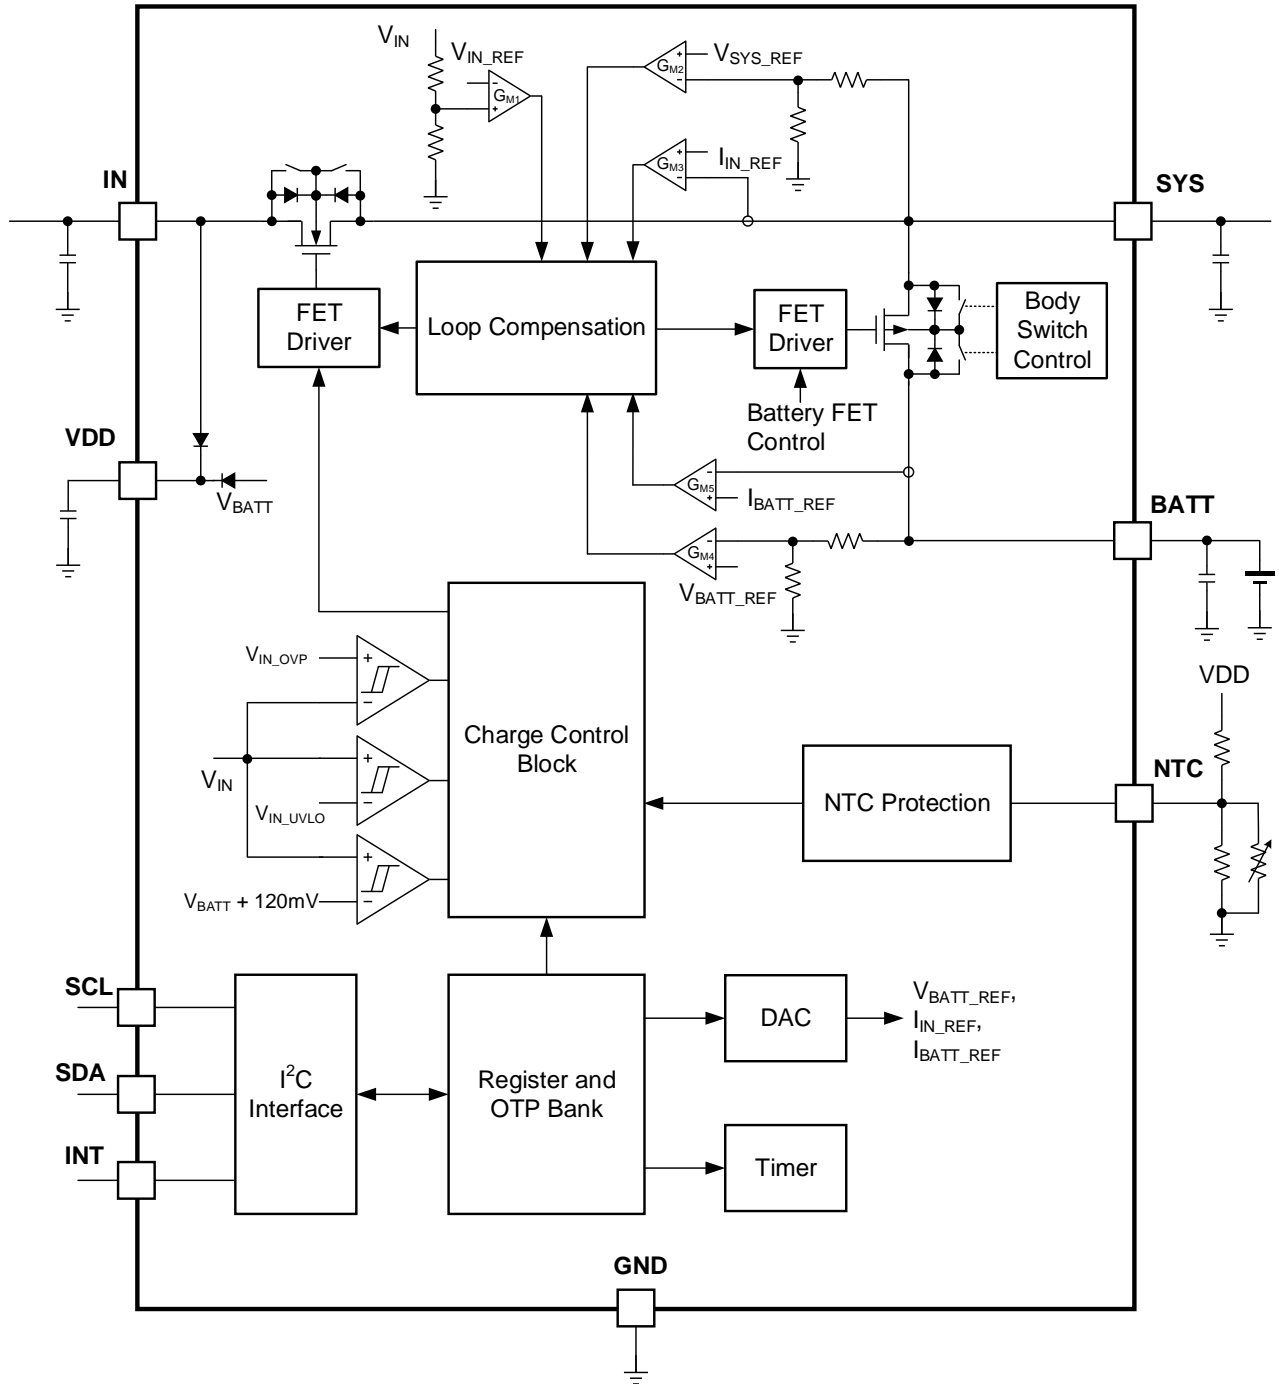 V_IN
V_IN_REF
-
G_M1
+
+
G_M2
-
V_SYS_REF
+
G_M3
-
I_IN_REF
IN
SYS
FET
Driver
Loop Compensation
FET
Driver
Body
Switch
Control
Battery FET
Control
VDD
V_BATT
-
G_M5
+
I_BATT_REF
BATT
-
G_M4
+
V_BATT_REF
V_IN_OVP
+
-
VDD
Charge Control
Block
V_IN
+
-
V_IN_UVLO
NTC
NTC Protection
+
-
V_BATT + 120mV
SCL
SDA
INT
I²C
Interface
Register and
OTP Bank
DAC
V_BATT_REF,
I_IN_REF,
I_BATT_REF
Timer
GND